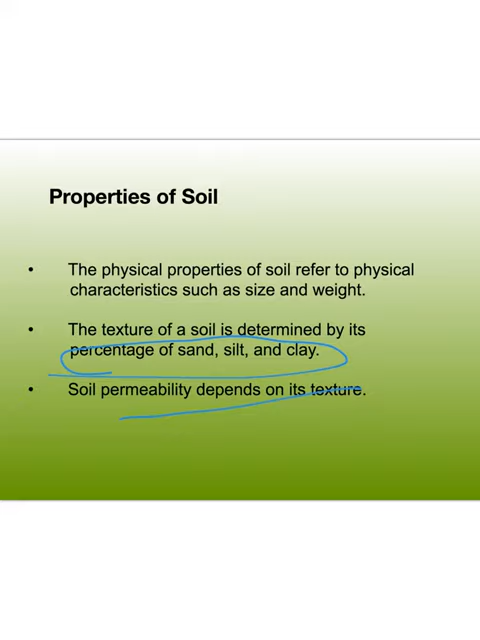 Properties of Soil
• The physical properties of soil refer to physical
characteristics such as size and weight.
• The texture of a soil is determined by its
percentage of sand, silt, and clay.
• Soil permeability depends on its texture.